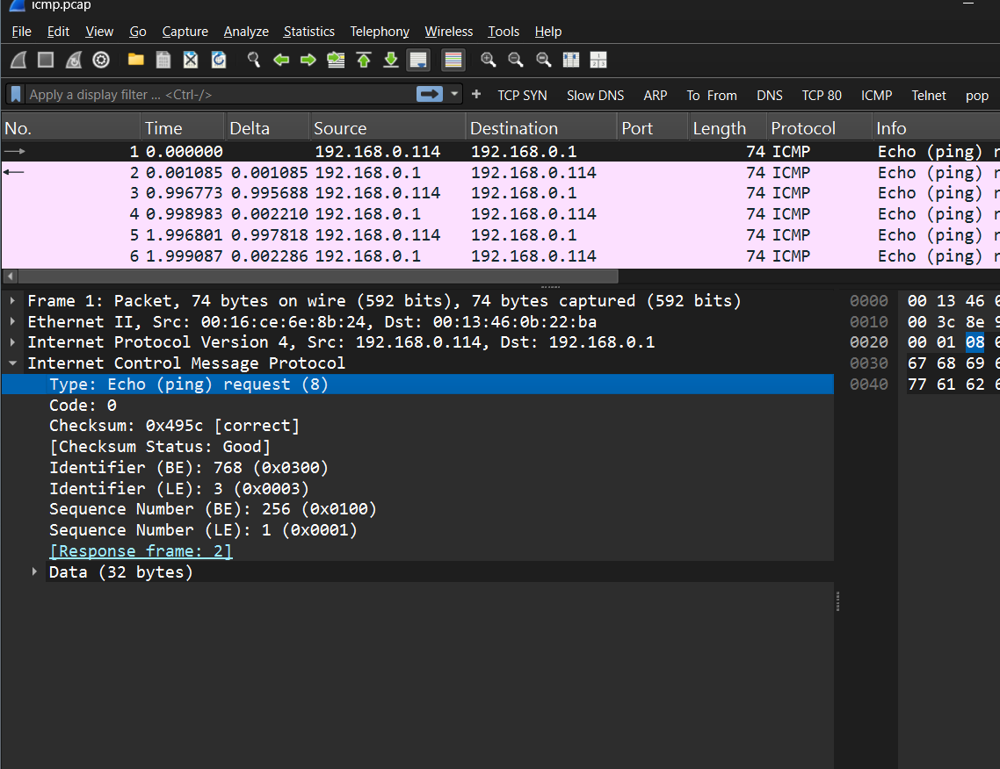 icmp.pcap
File Edit View Go Capture Analyze Statistics Telephony Wireless Tools Help
Apply a display filter ... <Ctrl-/> + TCP SYN Slow DNS ARP To From DNS TCP 80 ICMP Telnet pop
No. Time Delta Source Destination Port Length Protocol Info
1 0.000000 192.168.0.114 192.168.0.1 74 ICMP Echo (ping) r
2 0.001085 0.001085 192.168.0.1 192.168.0.114 74 ICMP Echo (ping) r
3 0.996773 0.995688 192.168.0.114 192.168.0.1 74 ICMP Echo (ping) r
4 0.998983 0.002210 192.168.0.1 192.168.0.114 74 ICMP Echo (ping) r
5 1.996801 0.997818 192.168.0.114 192.168.0.1 74 ICMP Echo (ping) r
6 1.999087 0.002286 192.168.0.1 192.168.0.114 74 ICMP Echo (ping) r
Frame 1: Packet, 74 bytes on wire (592 bits), 74 bytes captured (592 bits)
Ethernet II, Src: 00:16:ce:6e:8b:24, Dst: 00:13:46:0b:22:ba
Internet Protocol Version 4, Src: 192.168.0.114, Dst: 192.168.0.1
Internet Control Message Protocol
Type: Echo (ping) request (8)
Code: 0
Checksum: 0x495c [correct]
[Checksum Status: Good]
Identifier (BE): 768 (0x0300)
Identifier (LE): 3 (0x0003)
Sequence Number (BE): 256 (0x0100)
Sequence Number (LE): 1 (0x0001)
[Response frame: 2]
Data (32 bytes)
0000 00 13 46
0010 00 3c 8e
0020 00 01 08
0030 67 68 69
0040 77 61 62